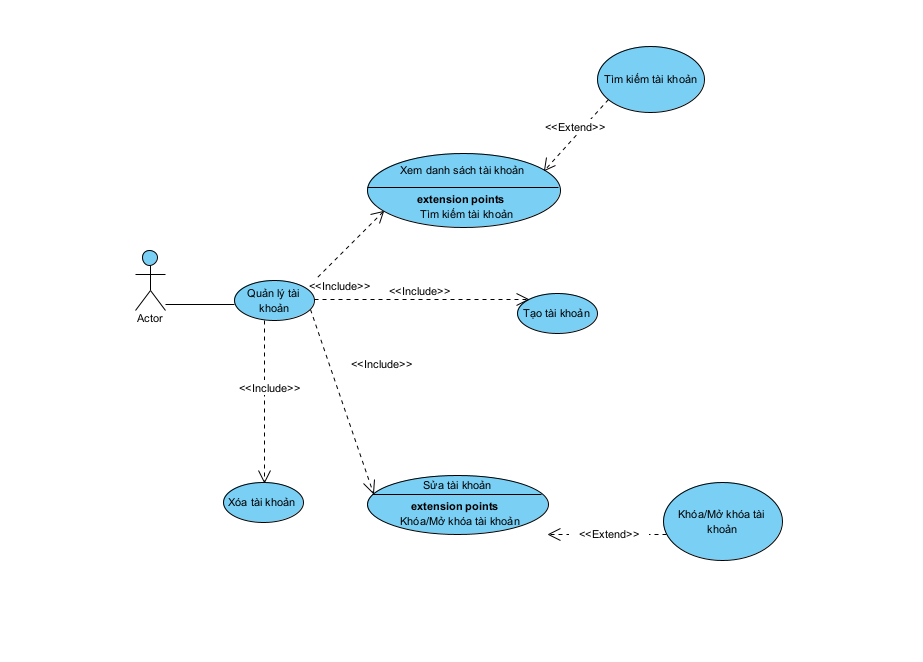 Tìm kiếm tài khoản
<<Extend>>
Xem danh sách tài khoản
extension points
Tìm kiếm tài khoản
<<Include>>
<<Include>>
Quản lý tài
khoản
Tạo tài khoản
Actor
<<Include>>
<<Include>>
Xóa tài khoản
Sửa tài khoản
extension points
Khóa/Mở khóa tài khoản
<<Extend>>
Khóa/Mở khóa tài
khoản